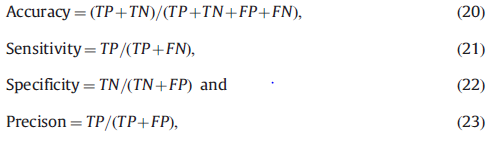 Accuracy = (TP+TN)/(TP+TN+FP+FN), (20)
Sensitivity = TP/(TP+FN), (21)
Specificity = TN/(TN+FP) and (22)
Precison = TP/(TP+FP), (23)